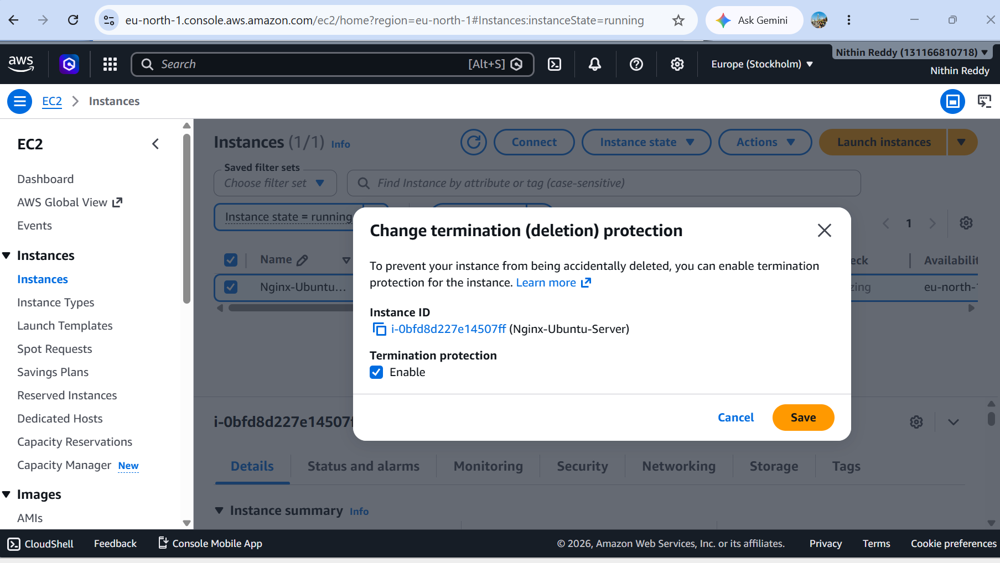 eu-north-1.console.aws.amazon.com/ec2/home?region=eu-north-1#Instances:instanceState=running
Ask Gemini
aws
Search
[Alt+S]
Europe (Stockholm)
Nithin Reddy (131166810718)
Nithin Reddy
EC2
Instances
EC2
Dashboard
AWS Global View
Events
Instances
Instances
Instance Types
Launch Templates
Spot Requests
Savings Plans
Reserved Instances
Dedicated Hosts
Capacity Reservations
Capacity Manager New
Images
AMIs
Instances (1/1) Info
Connect
Instance state
Actions
Launch instances
Saved filter sets
Choose filter set
Find Instance by attribute or tag (case-sensitive)
Instance state = running
1
Name
eck
Availabilit
Nginx-Ubuntu...
zing
eu-north-1
Change termination (deletion) protection
To prevent your instance from being accidentally deleted, you can enable termination
protection for the instance. Learn more
Instance ID
i-0bfd8d227e14507ff (Nginx-Ubuntu-Server)
Termination protection
Enable
Cancel
Save
i-0bfd8d227e14507f
Details
Status and alarms
Monitoring
Security
Networking
Storage
Tags
Instance summary Info
CloudShell
Feedback
Console Mobile App
© 2026, Amazon Web Services, Inc. or its affiliates.
Privacy
Terms
Cookie preferences